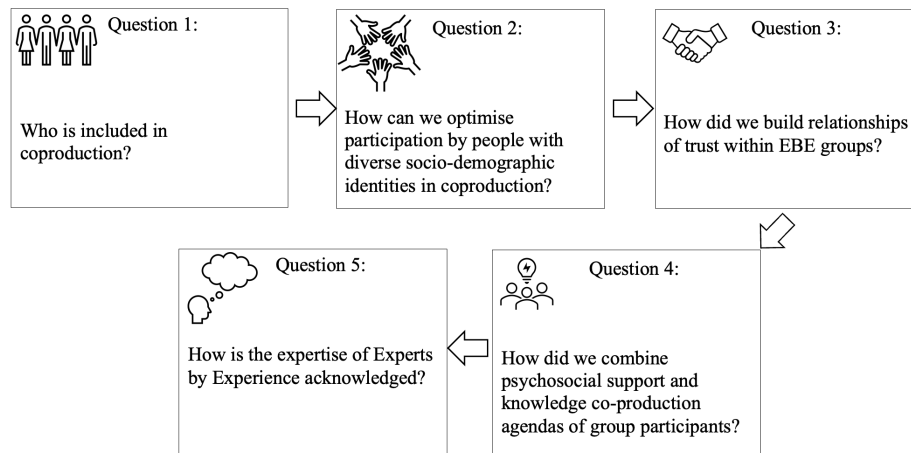 Question 1:
Who is included in
coproduction?
Question 2:
How can we optimise
participation by people with
diverse socio-demographic
identities in coproduction?
Question 3:
How did we build relationships
of trust within EBE groups?
Question 4:
How did we combine
psychosocial support and
knowledge co-production
agendas of group participants?
Question 5:
How is the expertise of Experts
by Experience acknowledged?